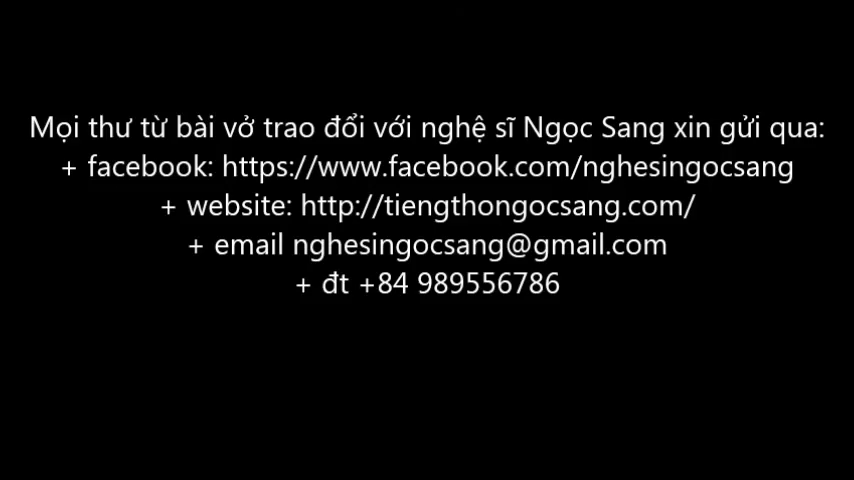 Mọi thư từ bài vở trao đổi với nghệ sĩ Ngọc Sang xin gửi qua:
+ facebook: https://www.facebook.com/nghesingocsang
+ website: http://tiengthongocsang.com/
+ email nghesingocsang@gmail.com
+ đt +84 989556786